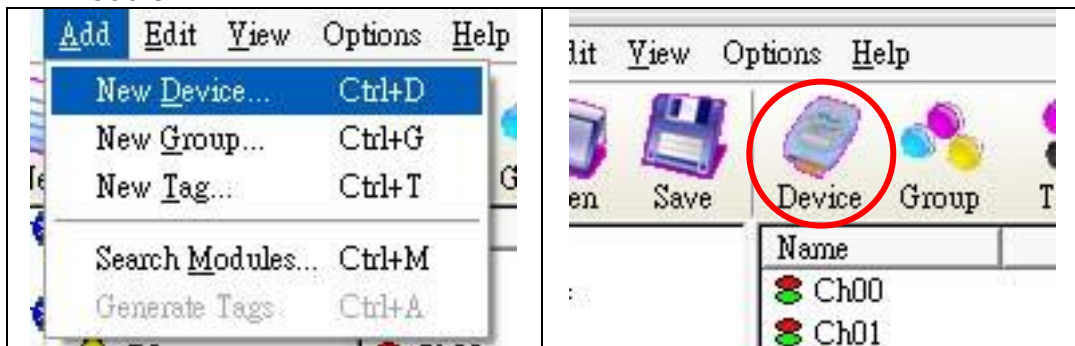 Add Edit View Options Help
New Device... Ctrl+D
New Group... Ctrl+G
New Tag... Ctrl+T
Search Modules... Ctrl+M
Generate Tags Ctrl+A
View Options Help
Save Device Group
Name
Ch00
Ch01